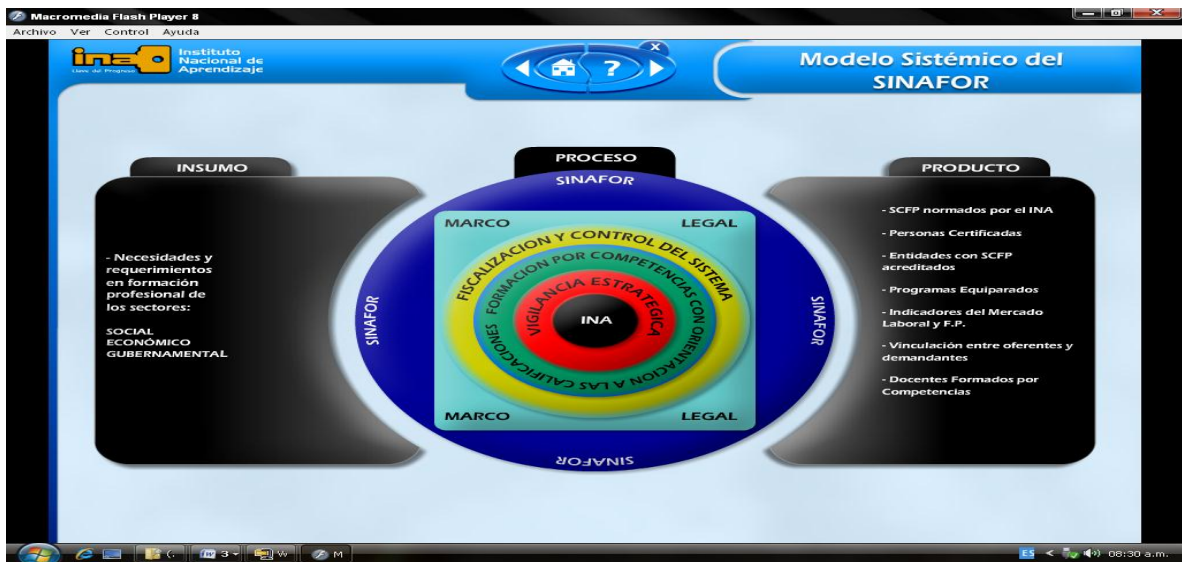 Macromedia Flash Player 8
Archivo Ver Control Ayuda
ina
Llave del Progreso
Instituto
Nacional de
Aprendizaje
?
X
Modelo Sistémico del
SINAFOR
INSUMO
- Necesidades y
requerimientos
en formación
profesional de
los sectores:
SOCIAL
ECONÓMICO
GUBERNAMENTAL
PROCESO
SINAFOR
MARCO LEGAL
FISCALIZACION Y CONTROL DEL SISTEMA
FORMACION POR COMPETENCIAS CON ORIENTACION A LAS CALIFICACIONES
VIGILANCIA ESTRATEGICA
INA
SINAFOR
SINAFOR
MARCO LEGAL
SINAFOR
PRODUCTO
- SCFP normados por el INA
- Personas Certificadas
- Entidades con SCFP
acreditados
- Programas Equiparados
- Indicadores del Mercado
Laboral y F.P.
- Vinculación entre oferentes y
demandantes
- Docentes Formados por
Competencias
(.
3
W
M
ES
<
08:30 a.m.